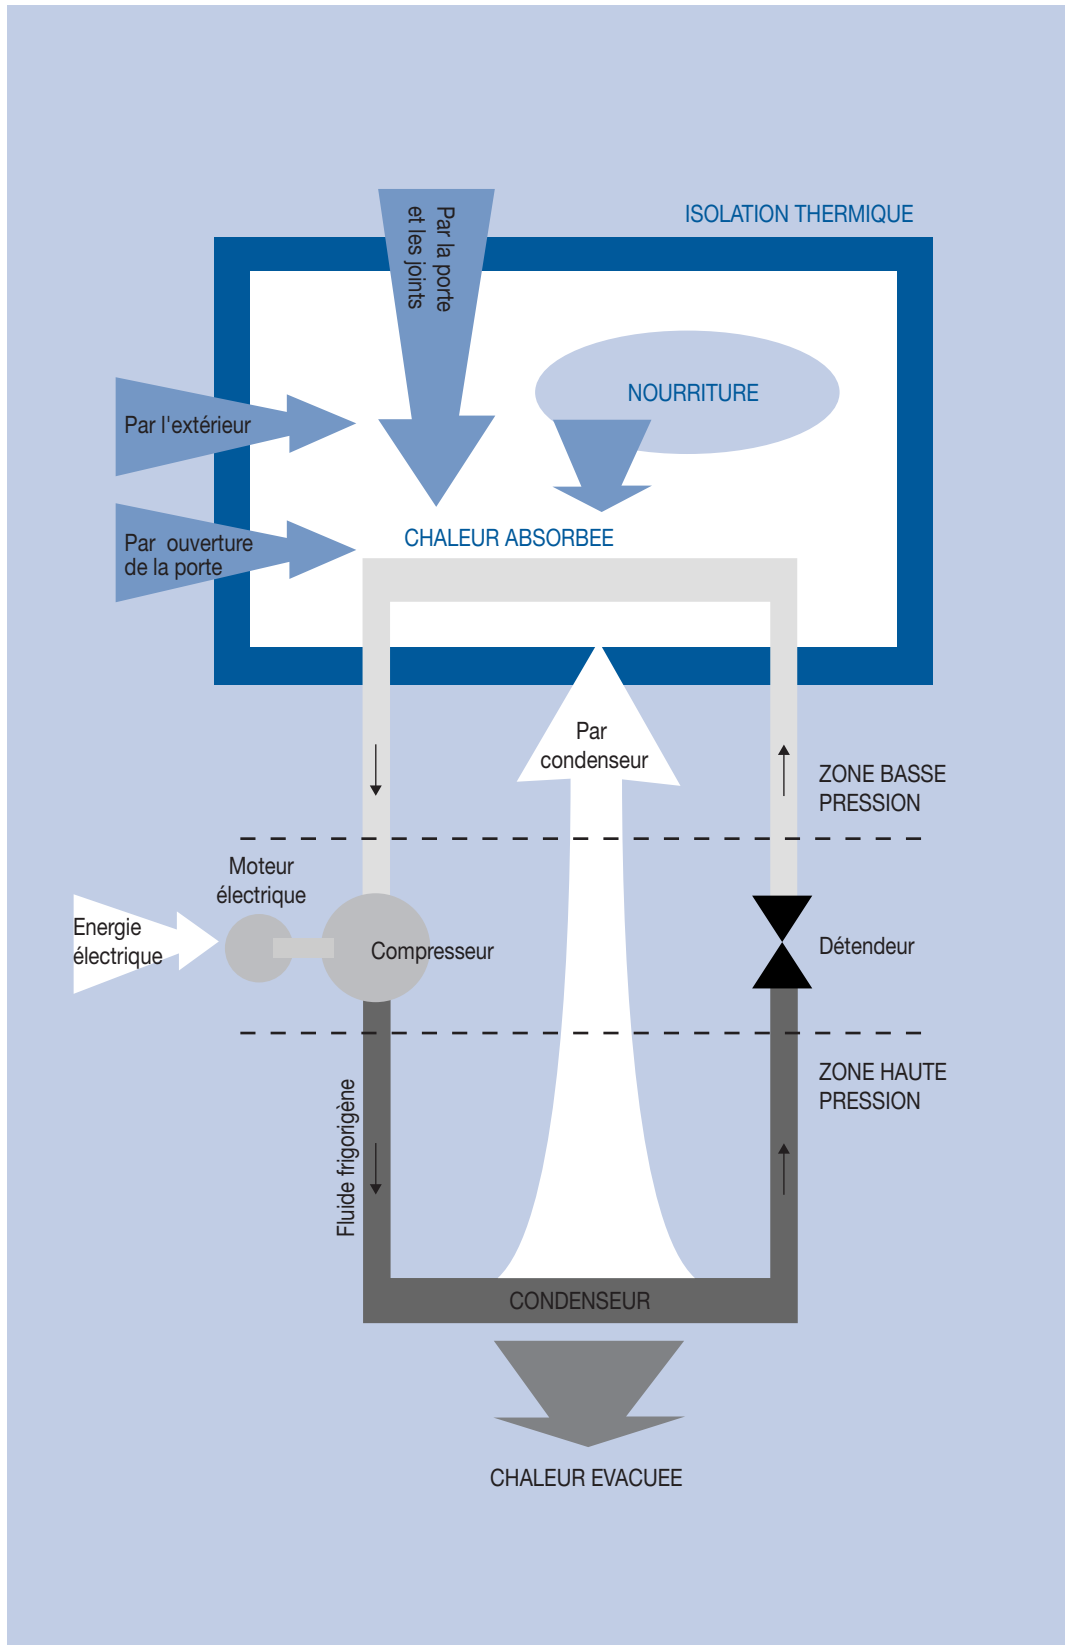 ISOLATION THERMIQUE
Par la porte
et les joints
NOURRITURE
Par l'extérieur
CHALEUR ABSORBEE
Par ouverture
de la porte
Par
condenseur
ZONE BASSE
PRESSION
Moteur
électrique
Energie
électrique
Compresseur
Détendeur
ZONE HAUTE
PRESSION
Fluide frigorigène
CONDENSEUR
CHALEUR EVACUEE